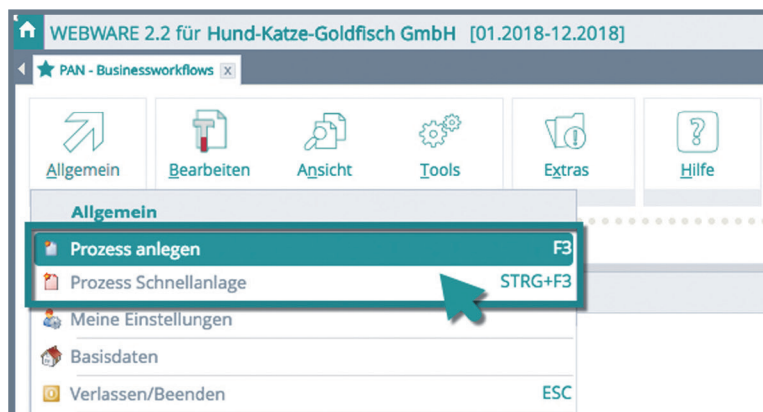 WEBWARE 2.2 für Hund-Katze-Goldfisch GmbH [01.2018-12.2018]
PAN - Businessworkflows x
Allgemein Bearbeiten Ansicht Tools Extras Hilfe
Allgemein
Prozess anlegen F3
Prozess Schnellanlage STRG+F3
Meine Einstellungen
Basisdaten
Verlassen/Beenden ESC